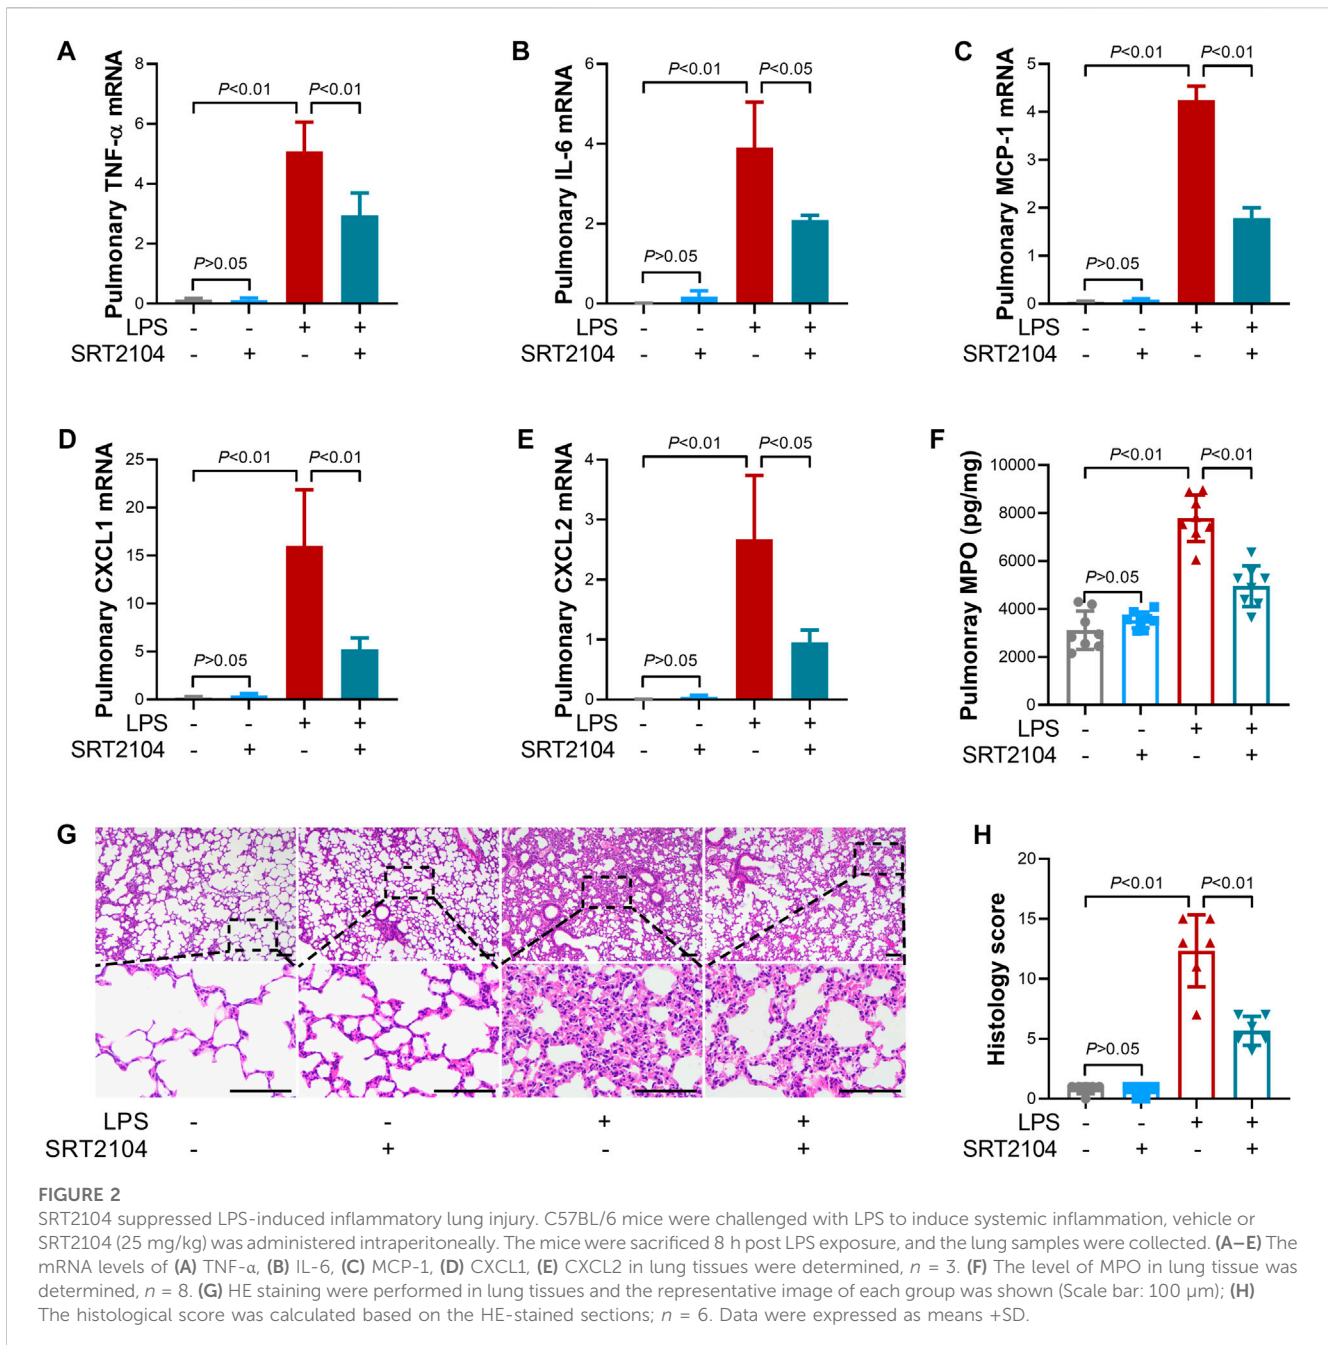 A
Pulmonary TNF-α mRNA
8
6
4
2
0
P<0.01
P<0.01
P>0.05
LPS - - + +
SRT2104 - + - +
B
Pulmonary IL-6 mRNA
6
4
2
0
P<0.01
P<0.05
P>0.05
LPS - - + +
SRT2104 - + - +
C
Pulmonary MCP-1 mRNA
5
4
3
2
1
0
P<0.01
P<0.01
P>0.05
LPS - - + +
SRT2104 - + - +
D
Pulmonary CXCL1 mRNA
25
20
15
10
5
0
P<0.01
P<0.01
P>0.05
LPS - - + +
SRT2104 - + - +
E
Pulmonary CXCL2 mRNA
4
3
2
1
0
P<0.01
P<0.05
P>0.05
LPS - - + +
SRT2104 - + - +
F
Pulmonray MPO (pg/mg)
10000
8000
6000
4000
2000
0
P<0.01
P<0.01
P>0.05
LPS - - + +
SRT2104 - + - +
G
LPS - - + +
SRT2104 - + - +
H
Histology score
20
15
10
5
0
P<0.01
P<0.01
P>0.05
LPS - - + +
SRT2104 - + - +
FIGURE 2
SRT2104 suppressed LPS-induced inflammatory lung injury. C57BL/6 mice were challenged with LPS to induce systemic inflammation, vehicle or
SRT2104 (25 mg/kg) was administered intraperitoneally. The mice were sacrificed 8 h post LPS exposure, and the lung samples were collected. (A–E) The
mRNA levels of (A) TNF-α, (B) IL-6, (C) MCP-1, (D) CXCL1, (E) CXCL2 in lung tissues were determined, n = 3. (F) The level of MPO in lung tissue was
determined, n = 8. (G) HE staining were performed in lung tissues and the representative image of each group was shown (Scale bar: 100 μm); (H)
The histological score was calculated based on the HE-stained sections; n = 6. Data were expressed as means +SD.